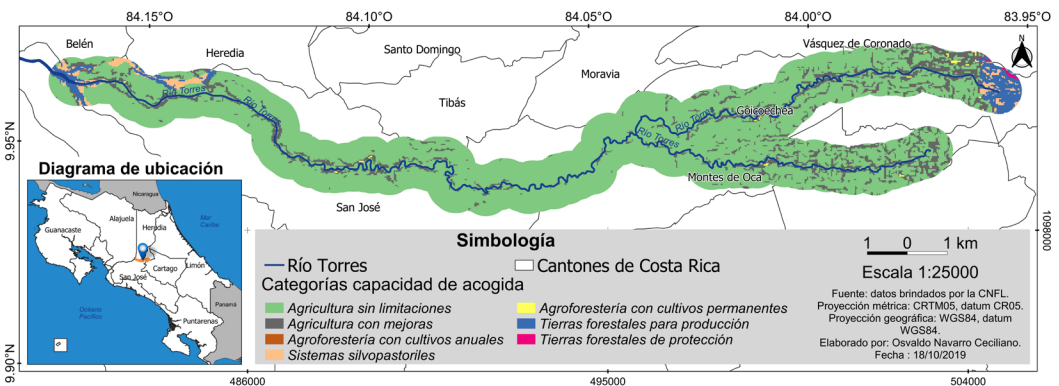 84.15°O 84.10°O 84.05°O 84.00°O 83.95°O
Belén
Heredia
Santo Domingo
Vásquez de Coronado
N
Moravia
Tibás
Río Torres
Río Torres
Río Torres
Río Torres
Goicoechea
Montes de Oca
San José
9.95°N
9.90°N
1098000
486000 495000 504000
Diagrama de ubicación
Nicaragua
Mar
Caribe
Alajuela
Heredia
Guanacaste
Limón
Cartago
San José
Panamá
Océano
Pacífico
Puntarenas
Simbología
Río Torres
Cantones de Costa Rica
Categorías capacidad de acogida
Agricultura sin limitaciones
Agricultura con mejoras
Agroforestería con cultivos anuales
Sistemas silvopastoriles
Agroforestería con cultivos permanentes
Tierras forestales para producción
Tierras forestales de protección
1 0 1 km
Escala 1:25000
Fuente: datos brindados por la CNFL.
Proyección métrica: CRTM05, datum CR05.
Proyección geográfica: WGS84, datum
WGS84.
Elaborado por: Osvaldo Navarro Ceciliano.
Fecha : 18/10/2019